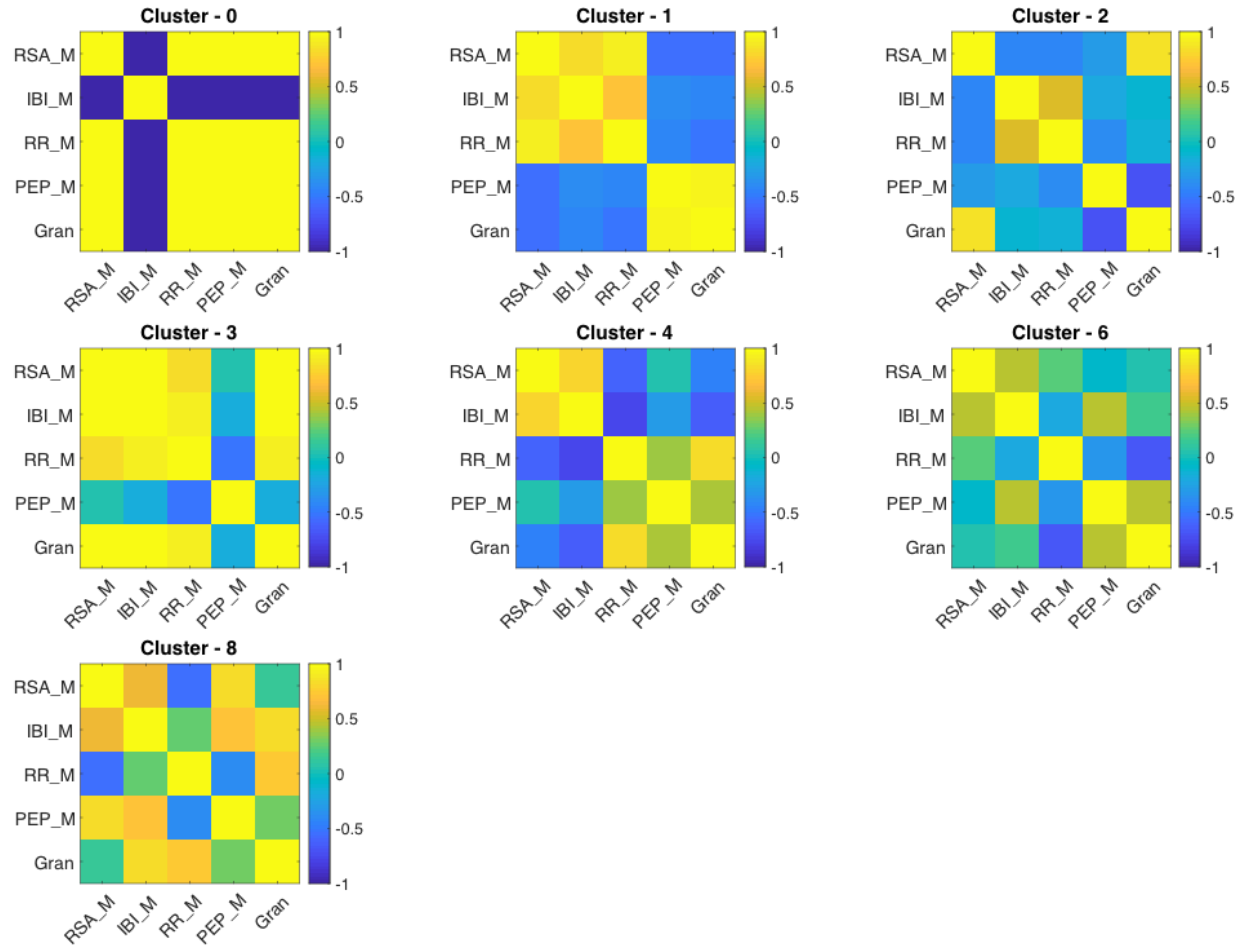 Cluster - 0
RSA_M
IBI_M
RR_M
PEP_M
Gran
1
0.5
0
-0.5
-1
RSA_M
IBI_M
RR_M
PEP_M
Gran
Cluster - 1
RSA_M
IBI_M
RR_M
PEP_M
Gran
1
0.5
0
-0.5
-1
RSA_M
IBI_M
RR_M
PEP_M
Gran
Cluster - 2
RSA_M
IBI_M
RR_M
PEP_M
Gran
1
0.5
0
-0.5
-1
RSA_M
IBI_M
RR_M
PEP_M
Gran
Cluster - 3
RSA_M
IBI_M
RR_M
PEP_M
Gran
1
0.5
0
-0.5
-1
RSA_M
IBI_M
RR_M
PEP_M
Gran
Cluster - 4
RSA_M
IBI_M
RR_M
PEP_M
Gran
1
0.5
0
-0.5
-1
RSA_M
IBI_M
RR_M
PEP_M
Gran
Cluster - 6
RSA_M
IBI_M
RR_M
PEP_M
Gran
1
0.5
0
-0.5
-1
RSA_M
IBI_M
RR_M
PEP_M
Gran
Cluster - 8
RSA_M
IBI_M
RR_M
PEP_M
Gran
1
0.5
0
-0.5
-1
RSA_M
IBI_M
RR_M
PEP_M
Gran